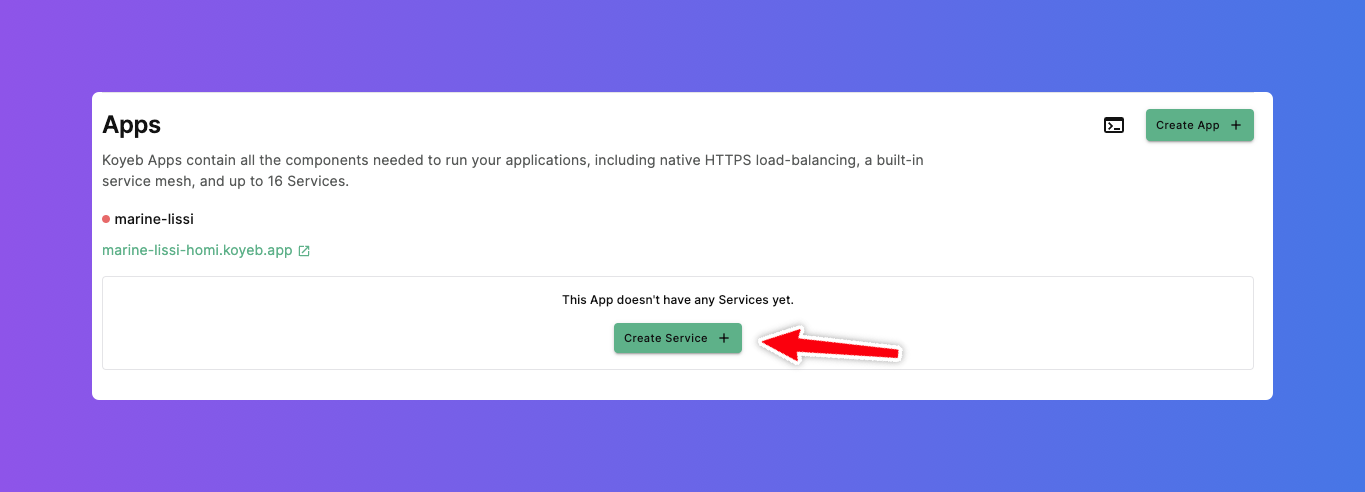 Apps
Create App +
Koyeb Apps contain all the components needed to run your applications, including native HTTPS load-balancing, a built-in
service mesh, and up to 16 Services.
marine-lissi
marine-lissi-homi.koyeb.app
This App doesn't have any Services yet.
Create Service +